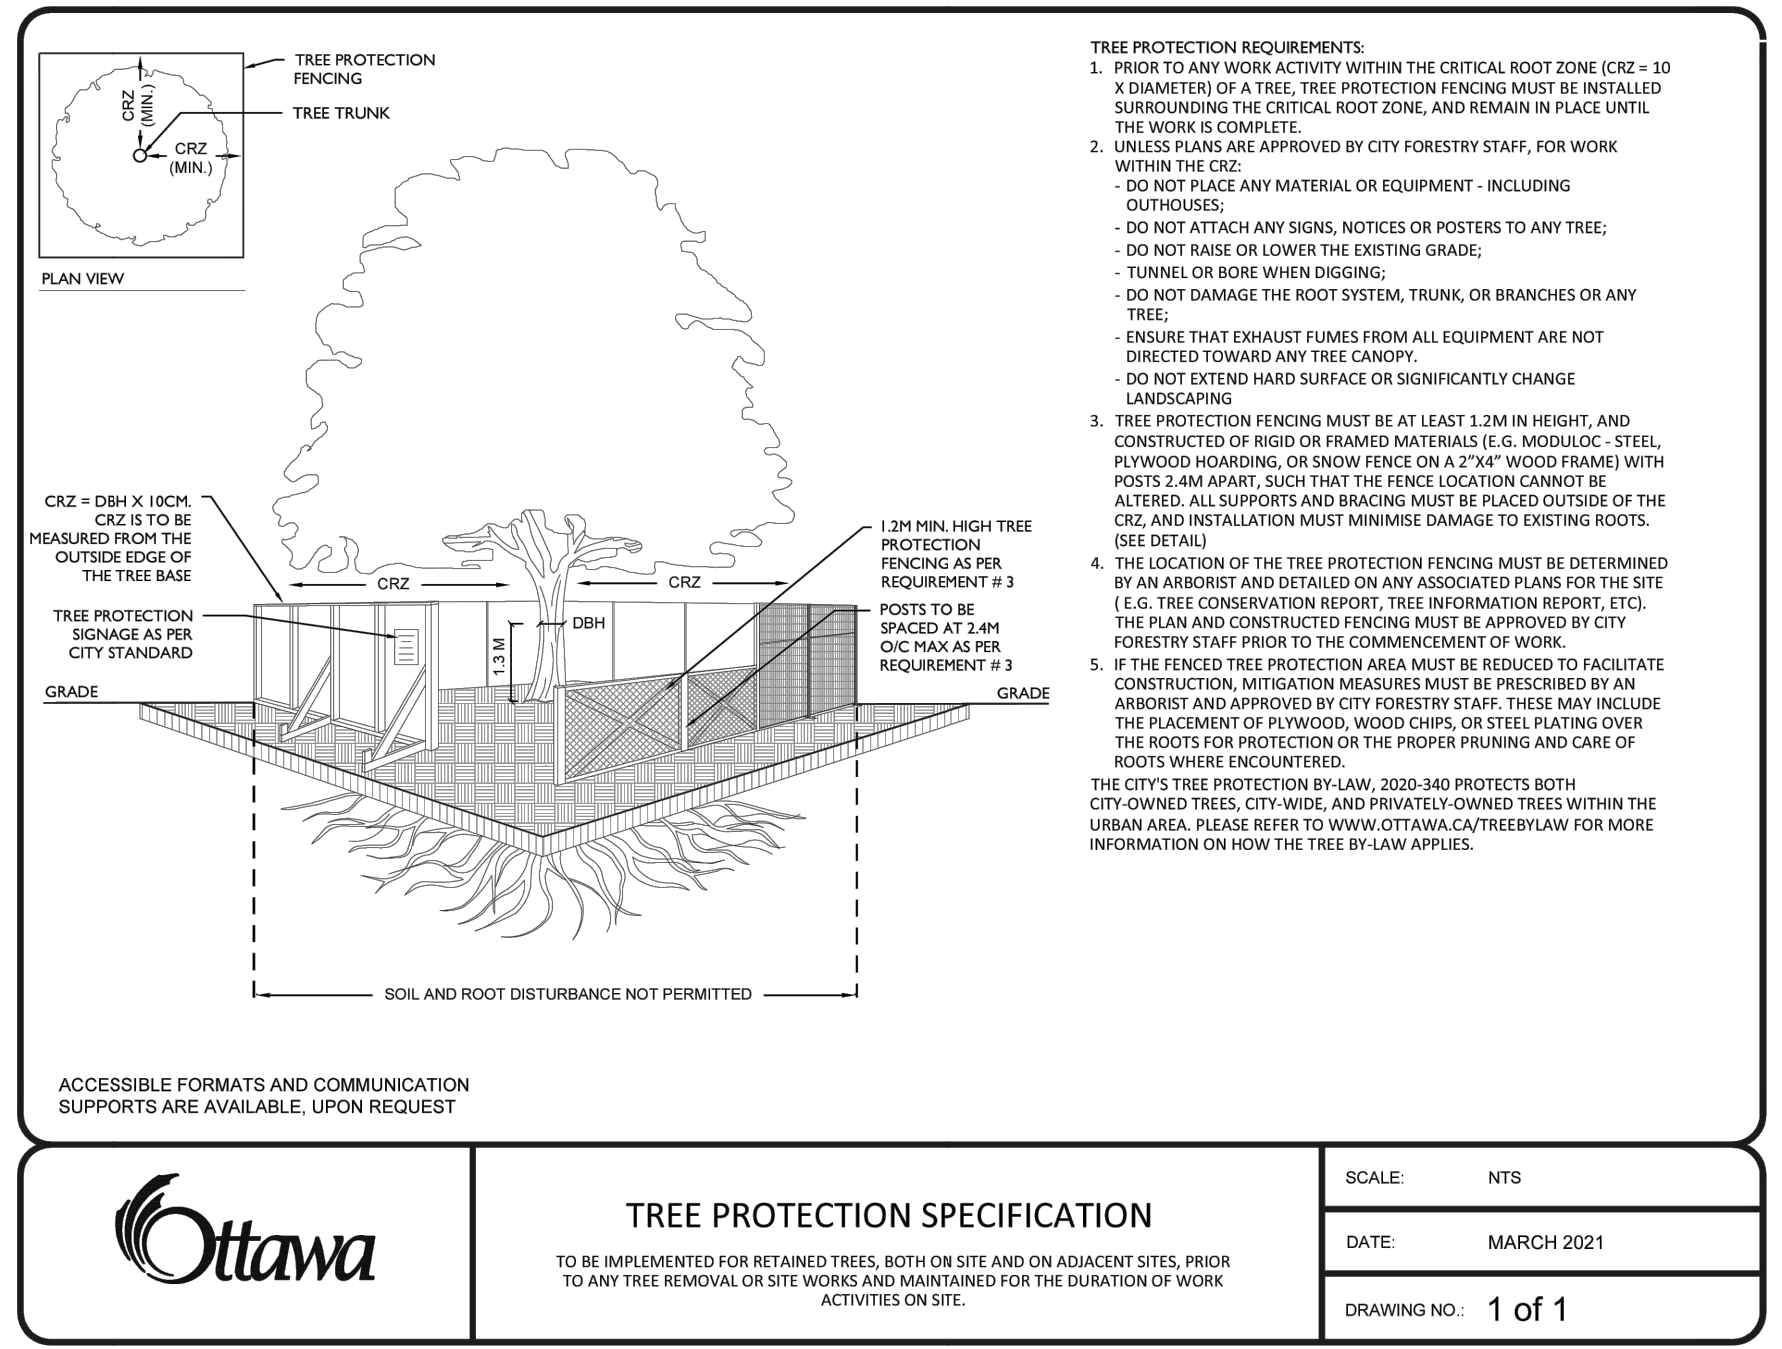 TREE PROTECTION
FENCING
TREE TRUNK
CRZ
(MIN.)
CRZ
(MIN.)
PLAN VIEW
CRZ = DBH X 10CM.
CRZ IS TO BE
MEASURED FROM THE
OUTSIDE EDGE OF
THE TREE BASE
TREE PROTECTION
SIGNAGE AS PER
CITY STANDARD
GRADE
CRZ
CRZ
DBH
1.3 M
1.2M MIN. HIGH TREE
PROTECTION
FENCING AS PER
REQUIREMENT # 3
POSTS TO BE
SPACED AT 2.4M
O/C MAX AS PER
REQUIREMENT # 3
GRADE
SOIL AND ROOT DISTURBANCE NOT PERMITTED
ACCESSIBLE FORMATS AND COMMUNICATION
SUPPORTS ARE AVAILABLE, UPON REQUEST
TREE PROTECTION REQUIREMENTS:
1. PRIOR TO ANY WORK ACTIVITY WITHIN THE CRITICAL ROOT ZONE (CRZ = 10
X DIAMETER) OF A TREE, TREE PROTECTION FENCING MUST BE INSTALLED
SURROUNDING THE CRITICAL ROOT ZONE, AND REMAIN IN PLACE UNTIL
THE WORK IS COMPLETE.
2. UNLESS PLANS ARE APPROVED BY CITY FORESTRY STAFF, FOR WORK
WITHIN THE CRZ:
- DO NOT PLACE ANY MATERIAL OR EQUIPMENT - INCLUDING
OUTHOUSES;
- DO NOT ATTACH ANY SIGNS, NOTICES OR POSTERS TO ANY TREE;
- DO NOT RAISE OR LOWER THE EXISTING GRADE;
- TUNNEL OR BORE WHEN DIGGING;
- DO NOT DAMAGE THE ROOT SYSTEM, TRUNK, OR BRANCHES OR ANY
TREE;
- ENSURE THAT EXHAUST FUMES FROM ALL EQUIPMENT ARE NOT
DIRECTED TOWARD ANY TREE CANOPY.
- DO NOT EXTEND HARD SURFACE OR SIGNIFICANTLY CHANGE
LANDSCAPING
3. TREE PROTECTION FENCING MUST BE AT LEAST 1.2M IN HEIGHT, AND
CONSTRUCTED OF RIGID OR FRAMED MATERIALS (E.G. MODULOC - STEEL,
PLYWOOD HOARDING, OR SNOW FENCE ON A 2”X4” WOOD FRAME) WITH
POSTS 2.4M APART, SUCH THAT THE FENCE LOCATION CANNOT BE
ALTERED. ALL SUPPORTS AND BRACING MUST BE PLACED OUTSIDE OF THE
CRZ, AND INSTALLATION MUST MINIMISE DAMAGE TO EXISTING ROOTS.
(SEE DETAIL)
4. THE LOCATION OF THE TREE PROTECTION FENCING MUST BE DETERMINED
BY AN ARBORIST AND DETAILED ON ANY ASSOCIATED PLANS FOR THE SITE
( E.G. TREE CONSERVATION REPORT, TREE INFORMATION REPORT, ETC).
THE PLAN AND CONSTRUCTED FENCING MUST BE APPROVED BY CITY
FORESTRY STAFF PRIOR TO THE COMMENCEMENT OF WORK.
5. IF THE FENCED TREE PROTECTION AREA MUST BE REDUCED TO FACILITATE
CONSTRUCTION, MITIGATION MEASURES MUST BE PRESCRIBED BY AN
ARBORIST AND APPROVED BY CITY FORESTRY STAFF. THESE MAY INCLUDE
THE PLACEMENT OF PLYWOOD, WOOD CHIPS, OR STEEL PLATING OVER
THE ROOTS FOR PROTECTION OR THE PROPER PRUNING AND CARE OF
ROOTS WHERE ENCOUNTERED.
THE CITY'S TREE PROTECTION BY-LAW, 2020-340 PROTECTS BOTH
CITY-OWNED TREES, CITY-WIDE, AND PRIVATELY-OWNED TREES WITHIN THE
URBAN AREA. PLEASE REFER TO WWW.OTTAWA.CA/TREEBYLAW FOR MORE
INFORMATION ON HOW THE TREE BY-LAW APPLIES.
Ottawa
TREE PROTECTION SPECIFICATION
TO BE IMPLEMENTED FOR RETAINED TREES, BOTH ON SITE AND ON ADJACENT SITES, PRIOR
TO ANY TREE REMOVAL OR SITE WORKS AND MAINTAINED FOR THE DURATION OF WORK
ACTIVITIES ON SITE.
SCALE: NTS
DATE: MARCH 2021
DRAWING NO.: 1 of 1